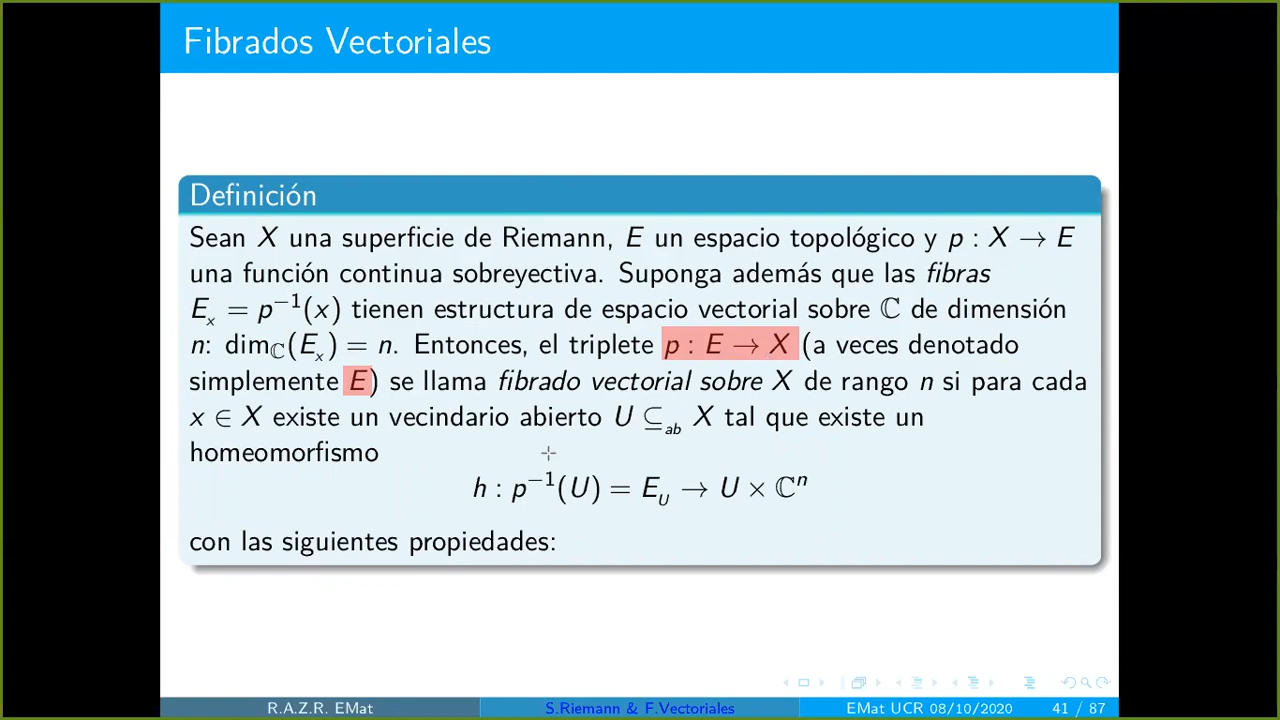 Fibrados Vectoriales
Definición
Sean X una superficie de Riemann, E un espacio topológico y p : X → E
una función continua sobreyectiva. Suponga además que las fibras
Eₓ = p⁻¹(x) tienen estructura de espacio vectorial sobre ℂ de dimensión
n: dim_ℂ(Eₓ) = n. Entonces, el triplete p : E → X (a veces denotado
simplemente E) se llama fibrado vectorial sobre X de rango n si para cada
x ∈ X existe un vecindario abierto U ⊆_ab X tal que existe un
homeomorfismo
h : p⁻¹(U) = E_U → U × ℂⁿ
con las siguientes propiedades:
R.A.Z.R. EMat S.Riemann & F.Vectoriales EMat UCR 08/10/2020 41 / 87